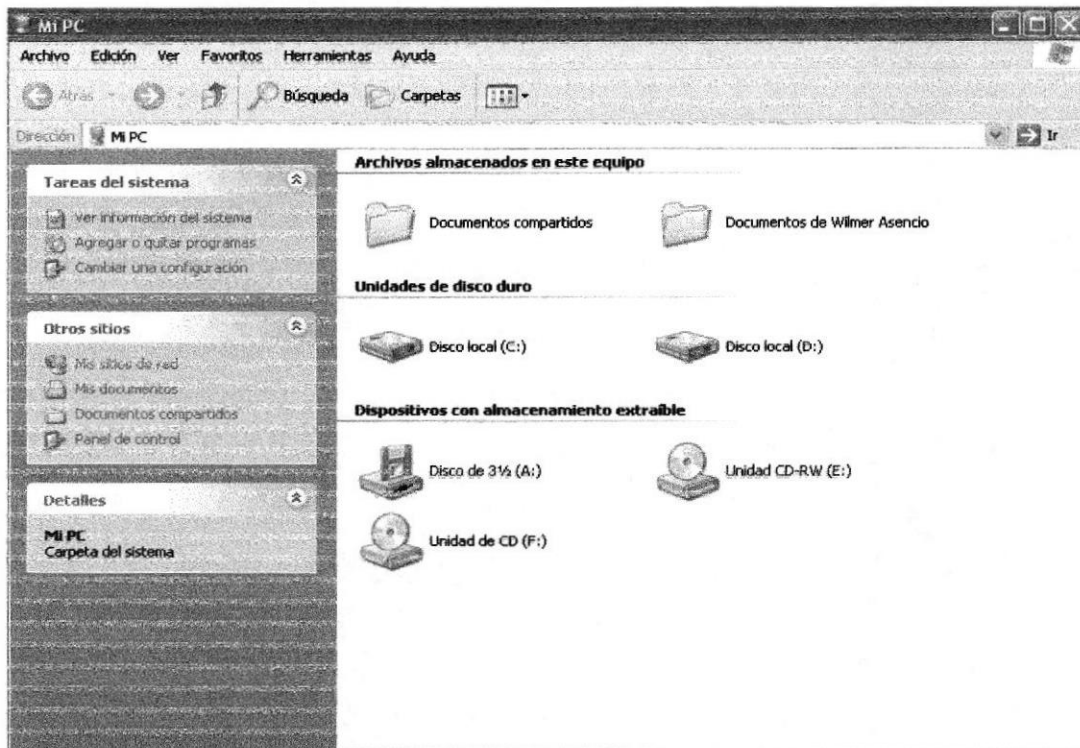 Mi PC
Archivo Edición Ver Favoritos Herramientas Ayuda
Atrás Búsqueda Carpetas
Dirección Mi PC Ir
Tareas del sistema
Ver información del sistema
Agregar o quitar programas
Cambiar una configuración
Otros sitios
Mis sitios de red
Mis documentos
Documentos compartidos
Panel de control
Detalles
Mi PC
Carpeta del sistema
Archivos almacenados en este equipo
Documentos compartidos Documentos de Wilmer Asencio
Unidades de disco duro
Disco local (C:) Disco local (D:)
Dispositivos con almacenamiento extraíble
Disco de 3½ (A:) Unidad CD-RW (E:)
Unidad de CD (F:)